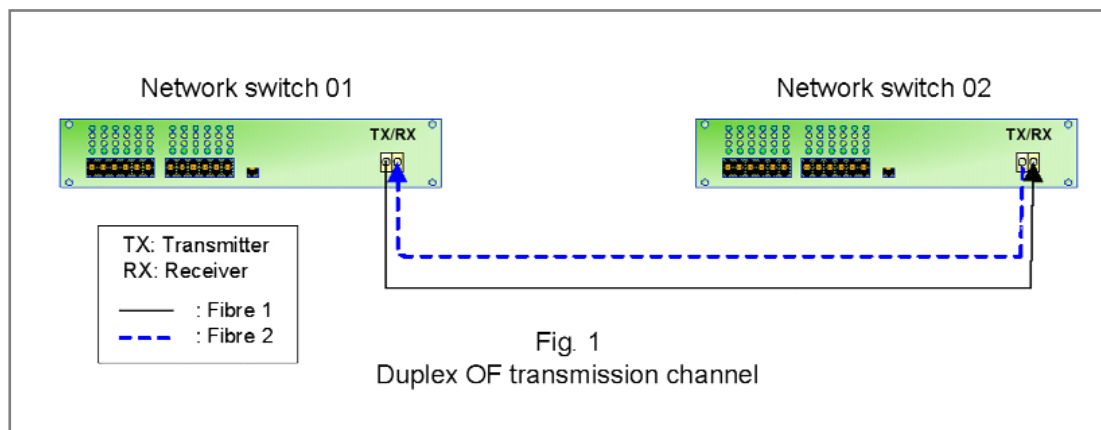 Network switch 01
Network switch 02
TX/RX
TX/RX
TX: Transmitter
RX: Receiver
: Fibre 1
: Fibre 2
Fig. 1
Duplex OF transmission channel